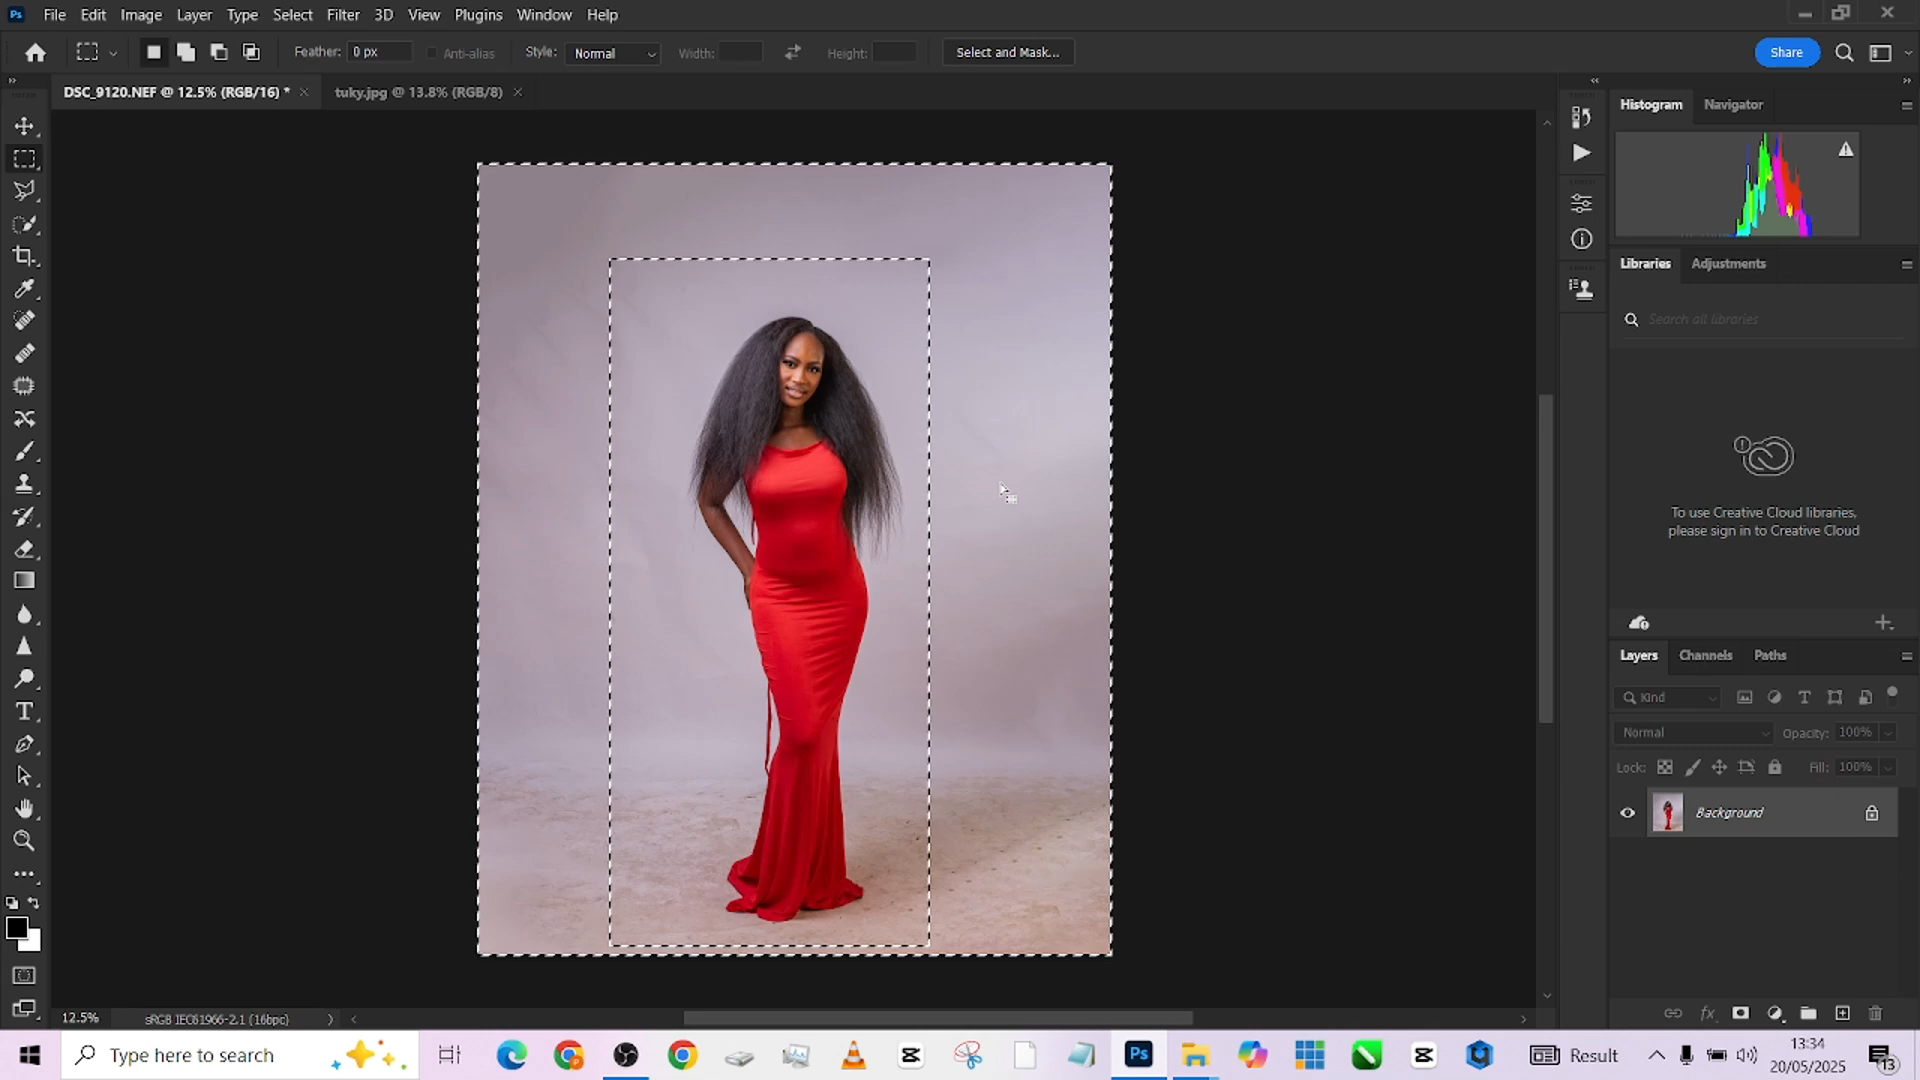 Ps File Edit Image Layer Type Select Filter 3D View Plugins Window Help
Feather: 0 px Anti-alias Style: Normal Width: Height: Select and Mask... Share
DSC_9120.NEF @ 12.5% (RGB/16) * × tuky.jpg @ 13.8% (RGB/8) ×
Histogram Navigator
Libraries Adjustments
Search all libraries
To use Creative Cloud libraries,
please sign in to Creative Cloud
Layers Channels Paths
Kind
Normal Opacity: 100%
Lock: Fill: 100%
Background
12.5% sRGB IEC61966-2.1 (16bpc)
Type here to search Ps Result 13:34
20/05/2025 13